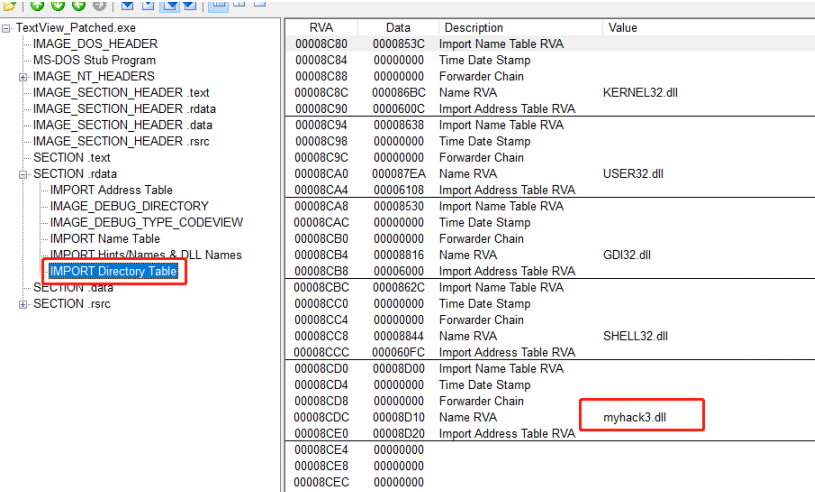 TextView_Patched.exe
IMAGE_DOS_HEADER
MS-DOS Stub Program
IMAGE_NT_HEADERS
IMAGE_SECTION_HEADER .text
IMAGE_SECTION_HEADER .rdata
IMAGE_SECTION_HEADER .data
IMAGE_SECTION_HEADER .rsrc
SECTION .text
SECTION .rdata
IMPORT Address Table
IMAGE_DEBUG_DIRECTORY
IMAGE_DEBUG_TYPE_CODEVIEW
IMPORT Name Table
IMPORT Hints/Names & DLL Names
IMPORT Directory Table
SECTION .data
SECTION .rsrc
RVA Data Description Value
00008C80 0000853C Import Name Table RVA
00008C84 00000000 Time Date Stamp
00008C88 00000000 Forwarder Chain
00008C8C 000086BC Name RVA KERNEL32.dll
00008C90 0000600C Import Address Table RVA
00008C94 00008638 Import Name Table RVA
00008C98 00000000 Time Date Stamp
00008C9C 00000000 Forwarder Chain
00008CA0 000087EA Name RVA USER32.dll
00008CA4 00006108 Import Address Table RVA
00008CA8 00008530 Import Name Table RVA
00008CAC 00000000 Time Date Stamp
00008CB0 00000000 Forwarder Chain
00008CB4 00008816 Name RVA GDI32.dll
00008CB8 00006000 Import Address Table RVA
00008CBC 0000862C Import Name Table RVA
00008CC0 00000000 Time Date Stamp
00008CC4 00000000 Forwarder Chain
00008CC8 00008844 Name RVA SHELL32.dll
00008CCC 000060FC Import Address Table RVA
00008CD0 00008D00 Import Name Table RVA
00008CD4 00000000 Time Date Stamp
00008CD8 00000000 Forwarder Chain
00008CDC 00008D10 Name RVA myhack3.dll
00008CE0 00008D20 Import Address Table RVA
00008CE4 00000000
00008CE8 00000000
00008CEC 00000000